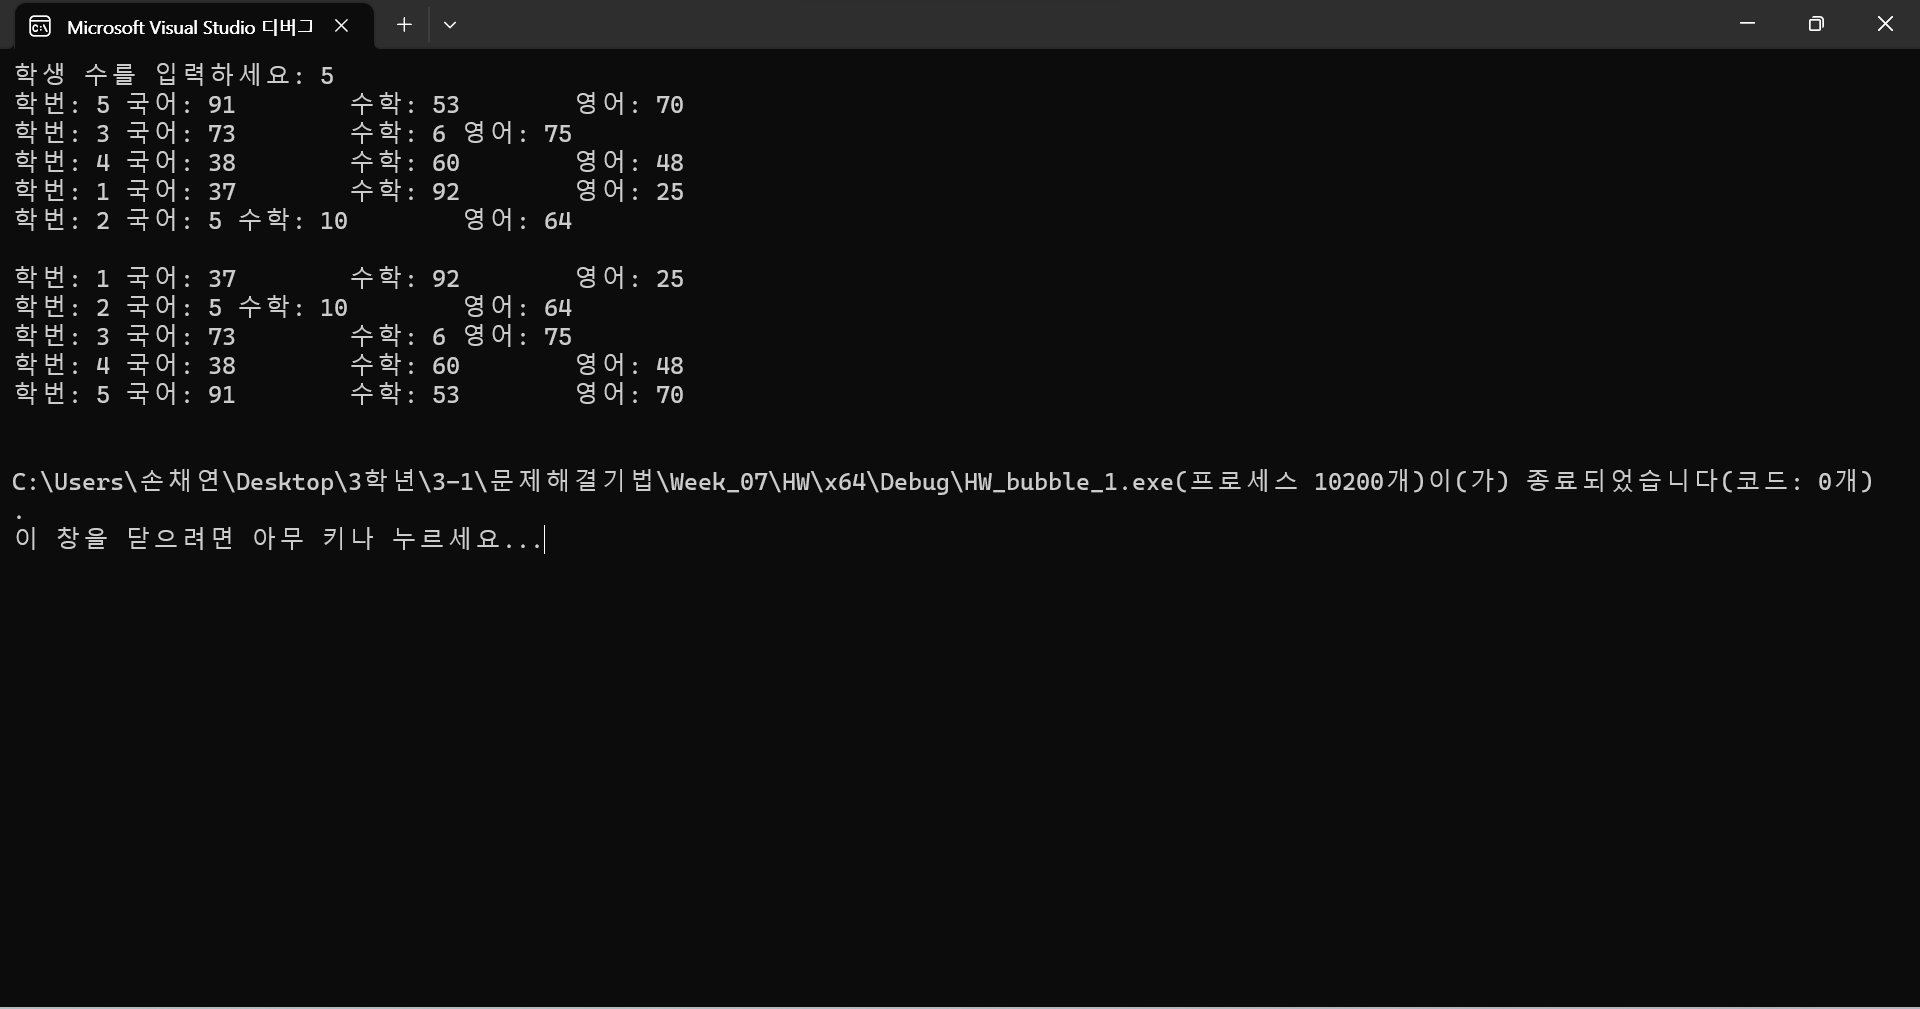 Microsoft Visual Studio 디버그
학생 수를 입력하세요: 5
학번: 5 국어: 91 수학: 53 영어: 70
학번: 3 국어: 73 수학: 6 영어: 75
학번: 4 국어: 38 수학: 60 영어: 48
학번: 1 국어: 37 수학: 92 영어: 25
학번: 2 국어: 5 수학: 10 영어: 64
학번: 1 국어: 37 수학: 92 영어: 25
학번: 2 국어: 5 수학: 10 영어: 64
학번: 3 국어: 73 수학: 6 영어: 75
학번: 4 국어: 38 수학: 60 영어: 48
학번: 5 국어: 91 수학: 53 영어: 70
C:\Users\손채연\Desktop\3학년\3-1\문제해결기법\Week_07\HW\x64\Debug\HW_bubble_1.exe(프로세스 10200개)이(가) 종료되었습니다(코드: 0개)
.
이 창을 닫으려면 아무 키나 누르세요...